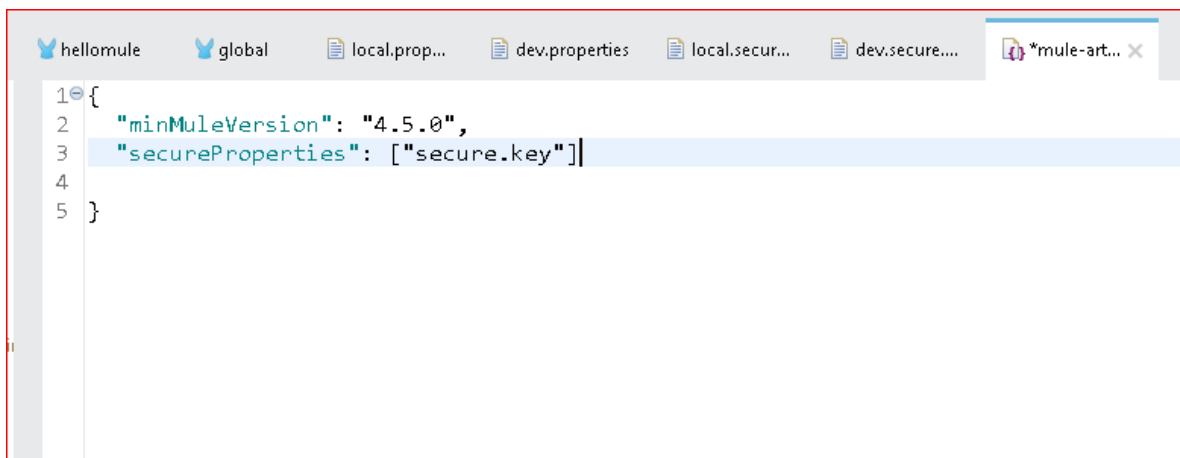 hellomule global local.prop... dev.properties local.secur... dev.secure.... *mule-art...
1 {
2 "minMuleVersion": "4.5.0",
3 "secureProperties": ["secure.key"]
4
5 }